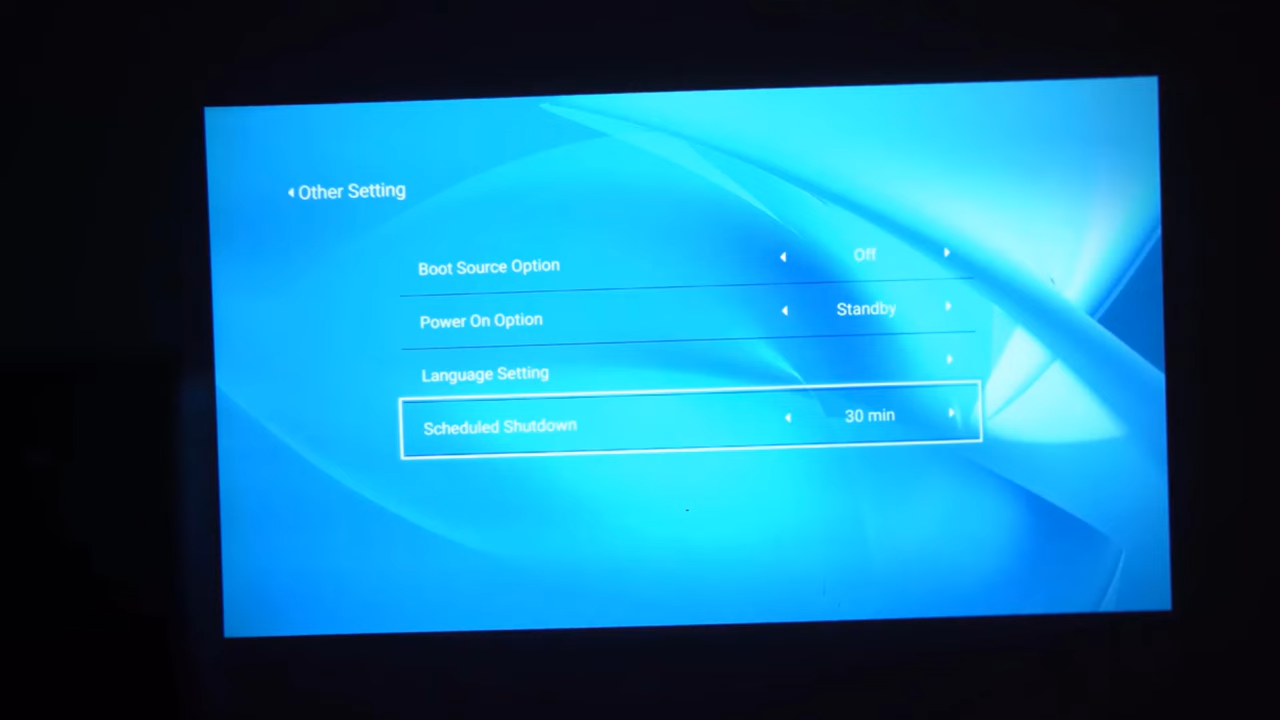 Other Setting
Boot Source Option Off
Power On Option Standby
Language Setting
Scheduled Shutdown 30 min